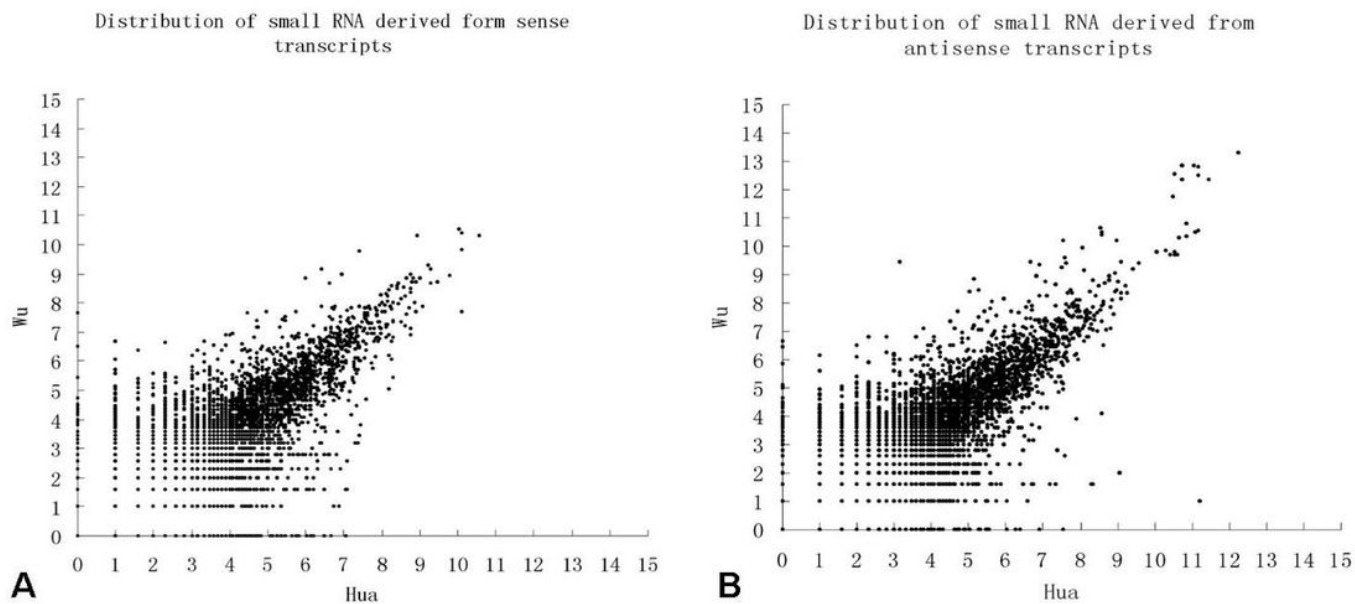 Distribution of small RNA derived form sense
transcripts
15
14
13
12
11
10
9
8
7
6
5
4
3
2
1
0
Wu
0 1 2 3 4 5 6 7 8 9 10 11 12 13 14 15
Hua
A
Distribution of small RNA derived from
antisense transcripts
15
14
13
12
11
10
9
8
7
6
5
4
3
2
1
0
Wu
0 1 2 3 4 5 6 7 8 9 10 11 12 13 14 15
Hua
B